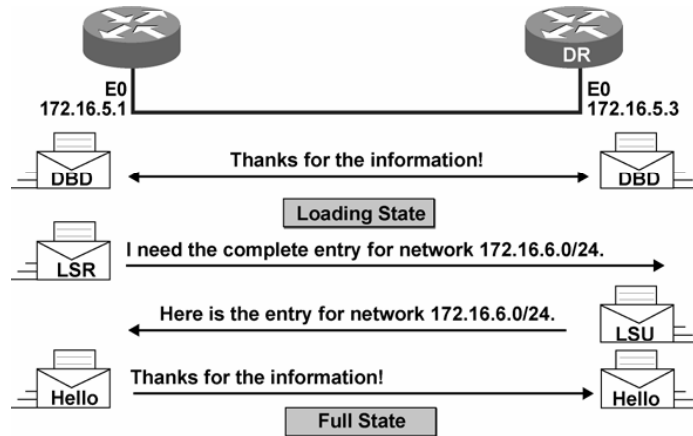 DR
E0
172.16.5.1
E0
172.16.5.3
Thanks for the information!
DBD
DBD
Loading State
I need the complete entry for network 172.16.6.0/24.
LSR
Here is the entry for network 172.16.6.0/24.
LSU
Thanks for the information!
Hello
Hello
Full State